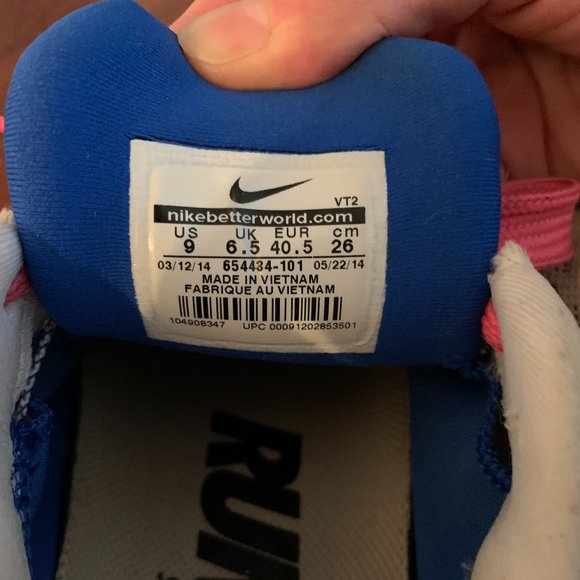 VT2
nikebetterworld.com
US UK EUR cm
9 6.5 40.5 26
03/12/14 654434-101 05/22/14
MADE IN VIETNAM
FABRIQUE AU VIETNAM
104908347 UPC 00091202853501
RUN